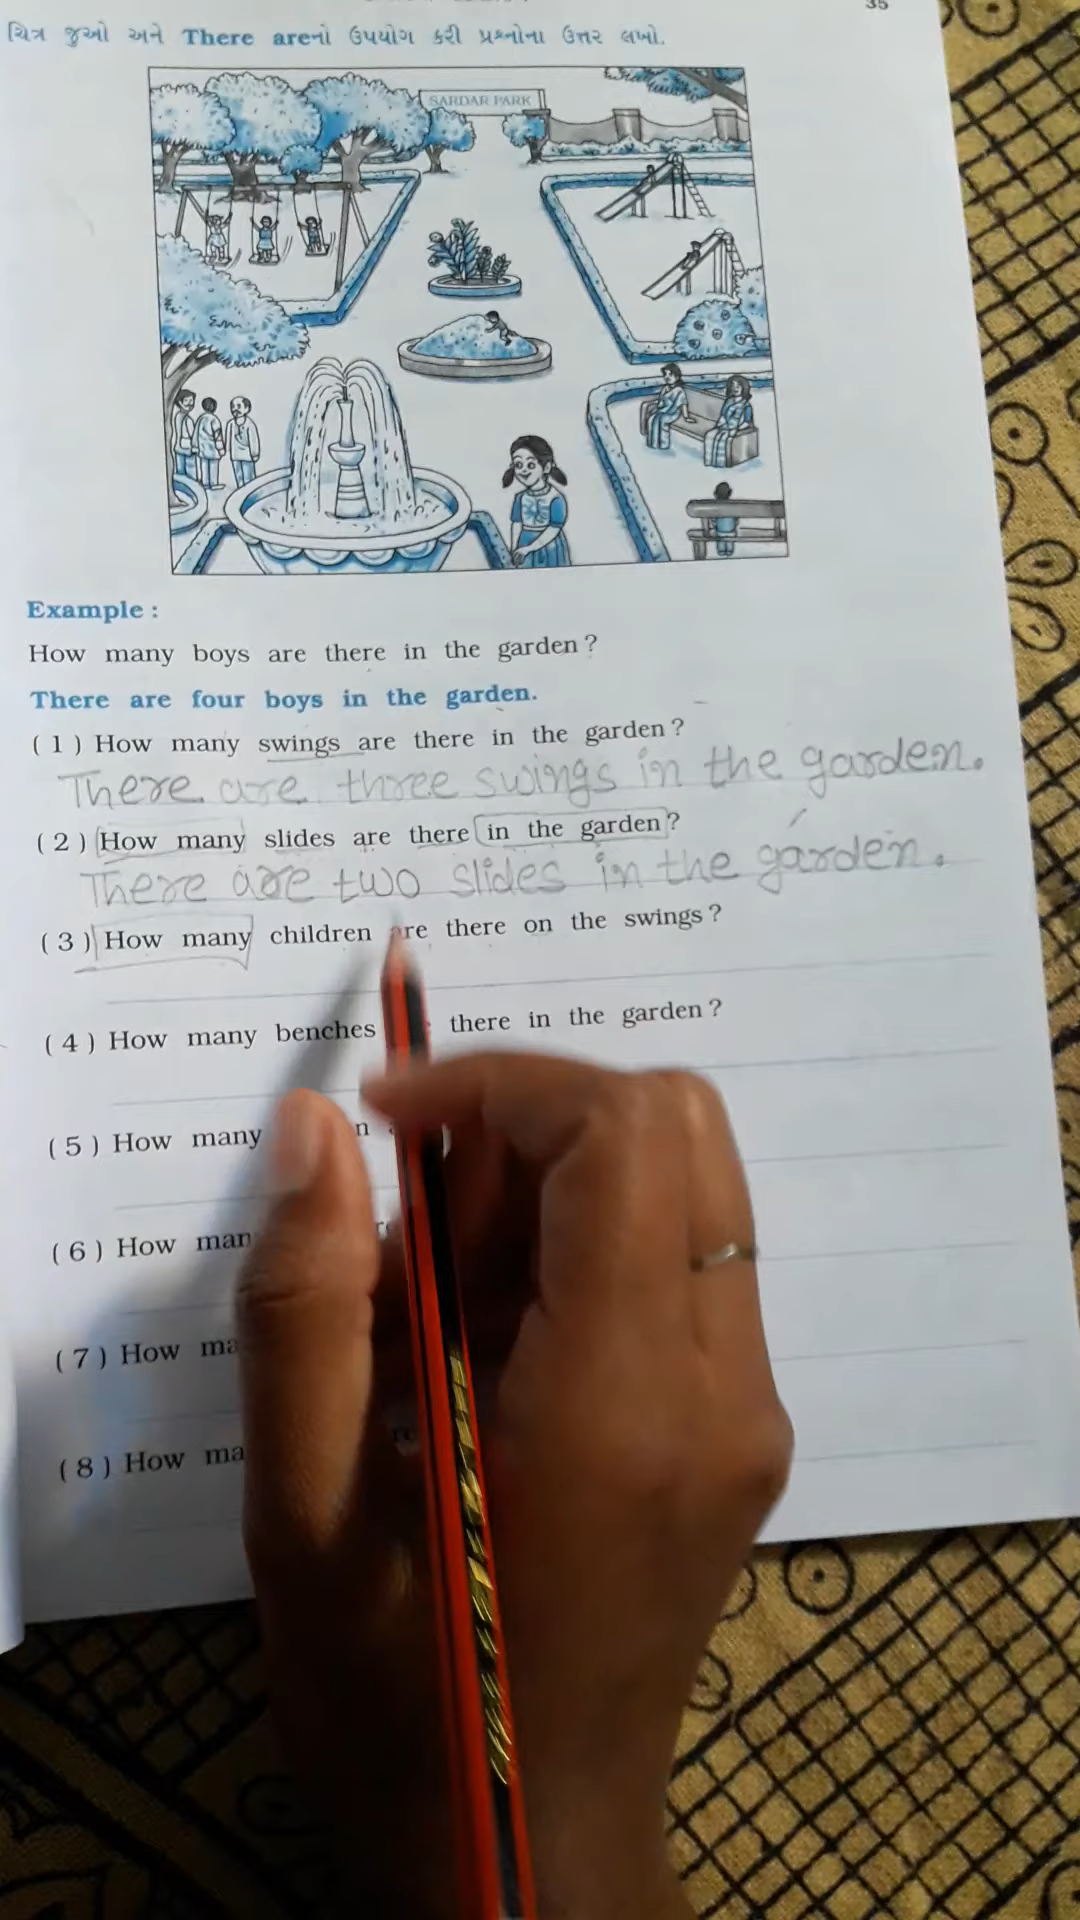 35
ચિત્ર જુઓ અને There areનો ઉપયોગ કરી પ્રશ્નોના ઉત્તર લખો.
SARDAR PARK
Example :
How many boys are there in the garden ?
There are four boys in the garden.
( 1 ) How many swings are there in the garden ?
There are three swings in the garden.
( 2 ) How many slides are there in the garden ?
There are two slides in the garden.
( 3 ) How many children are there on the swings ?
( 4 ) How many benches there in the garden ?
( 5 ) How many
( 6 ) How
( 7 ) How
( 8 ) How